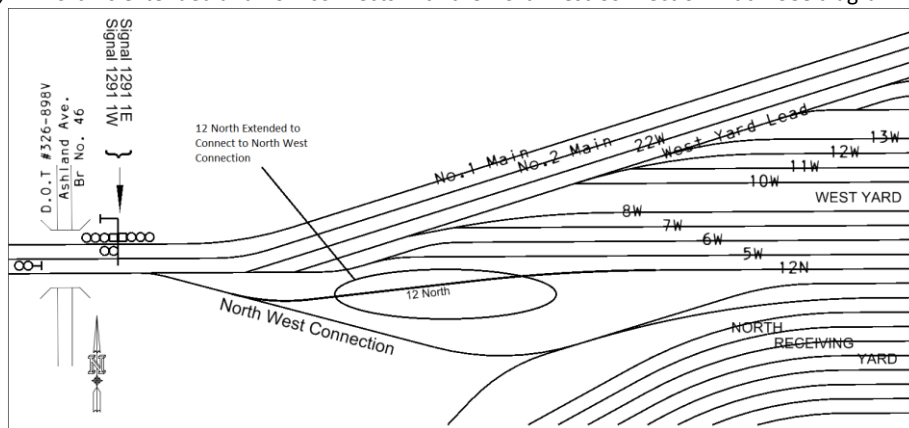 Signal 1291 1E
Signal 1291 1W
D.O.T #326-898V
Ashland Ave.
Br No. 46
12 North Extended to
Connect to North West
Connection
No.1 Main
No.2 Main
22W
West Yard Lead
13W
12W
11W
10W
WEST YARD
8W
7W
6W
5W
12N
12 North
North West Connection
NORTH
RECEIVING
YARD
N